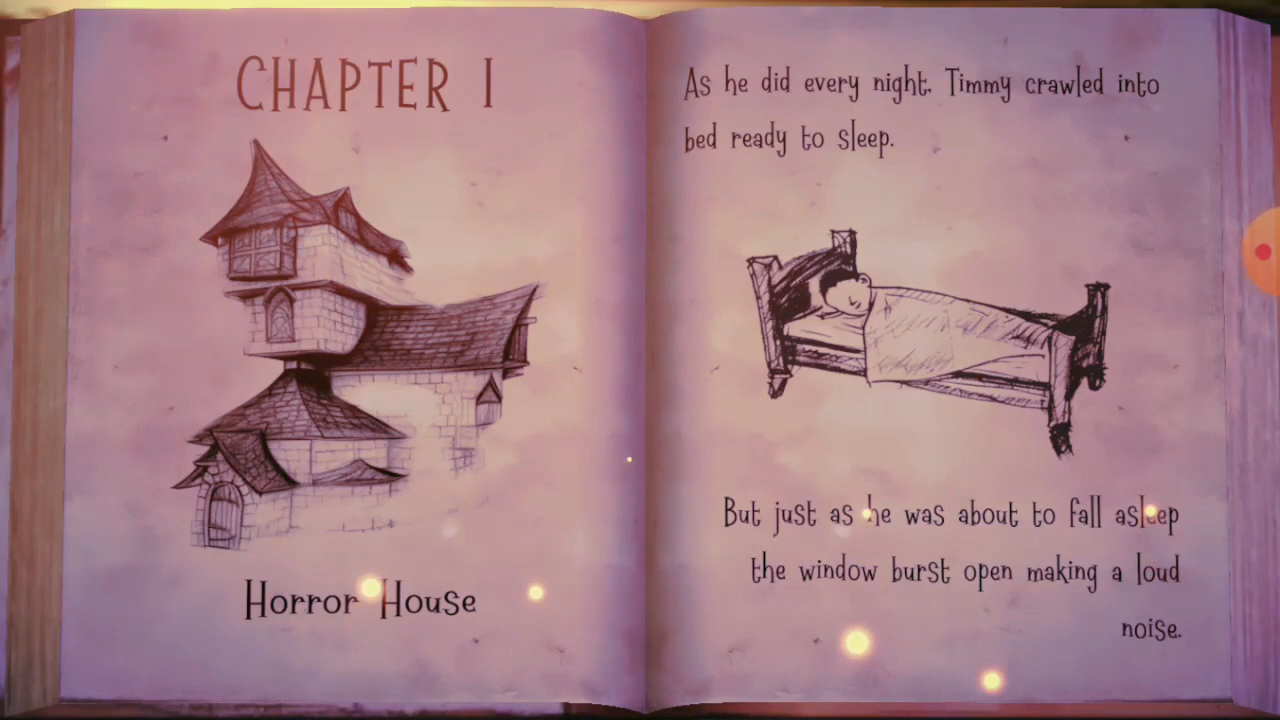 CHAPTER I
Horror House
As he did every night. Timmy crawled into
bed ready to sleep.
But just as he was about to fall asleep
the window burst open making a loud
noise.